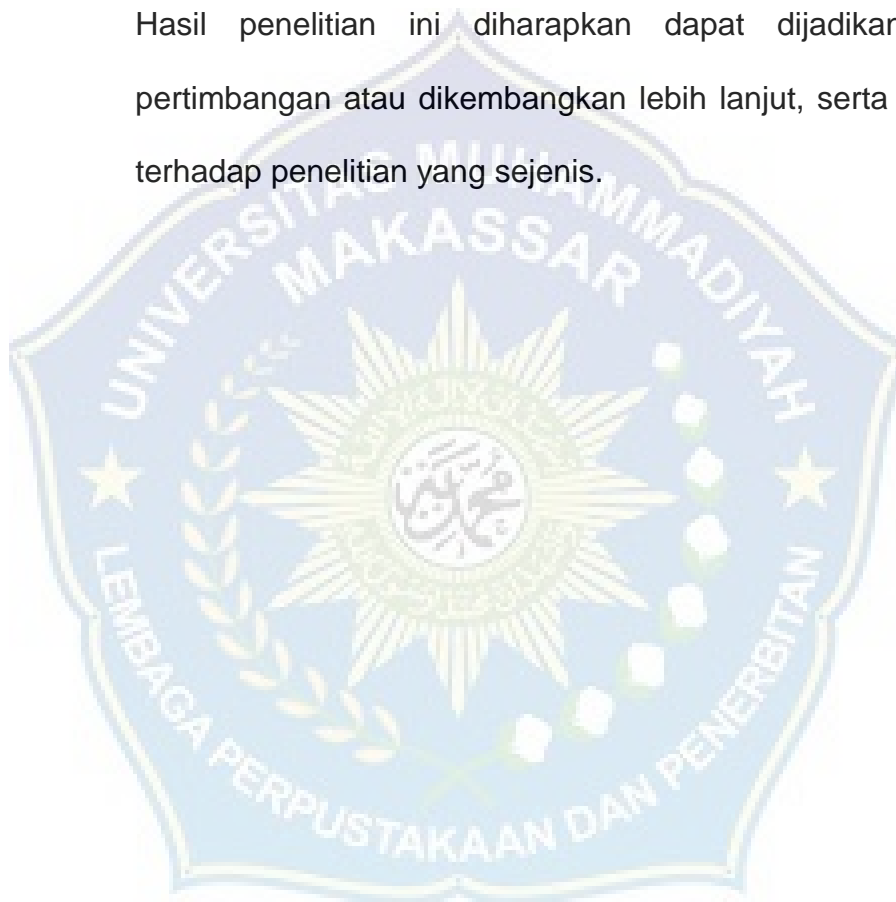 Hasil penelitian ini diharapkan dapat dijadikan
pertimbangan atau dikembangkan lebih lanjut, serta
terhadap penelitian yang sejenis.
UNIVERSITAS MUHAMMADIYAH
MAKASSAR
LEMBAGA PERPUSTAKAAN DAN PENERBITAN